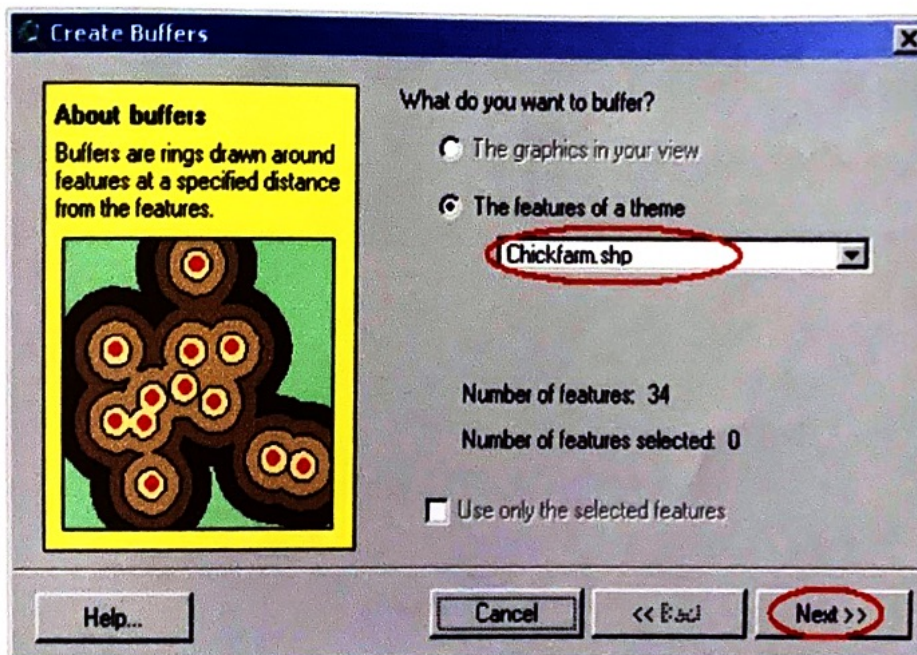 Create Buffers
About buffers
Buffers are rings drawn around
features at a specified distance
from the features.
What do you want to buffer?
The graphics in your view
The features of a theme
Chickfarm.shp
Number of features: 34
Number of features selected: 0
Use only the selected features
Help...
Cancel
<< Back
Next >>